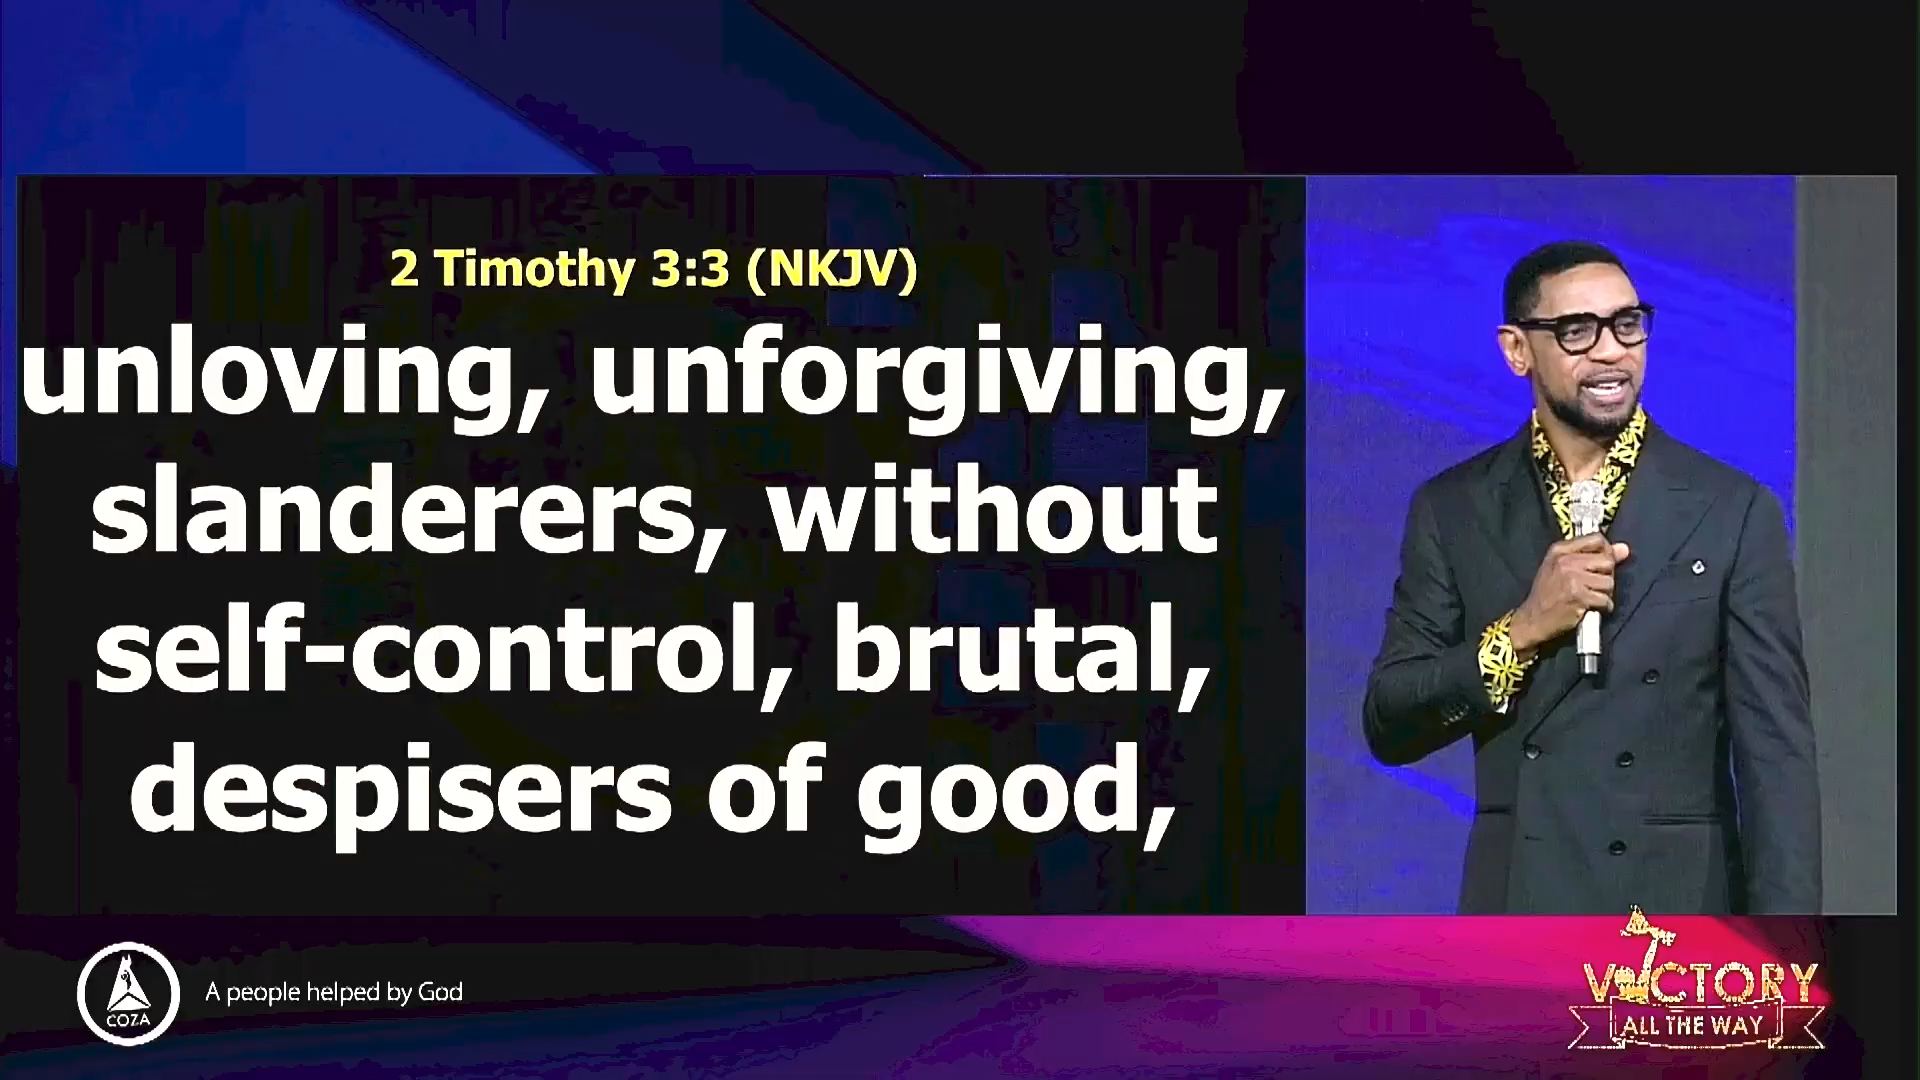 2 Timothy 3:3 (NKJV)
unloving, unforgiving,
slanderers, without
self-control, brutal,
despisers of good,
COZA
A people helped by God
VICTORY
ALL THE WAY